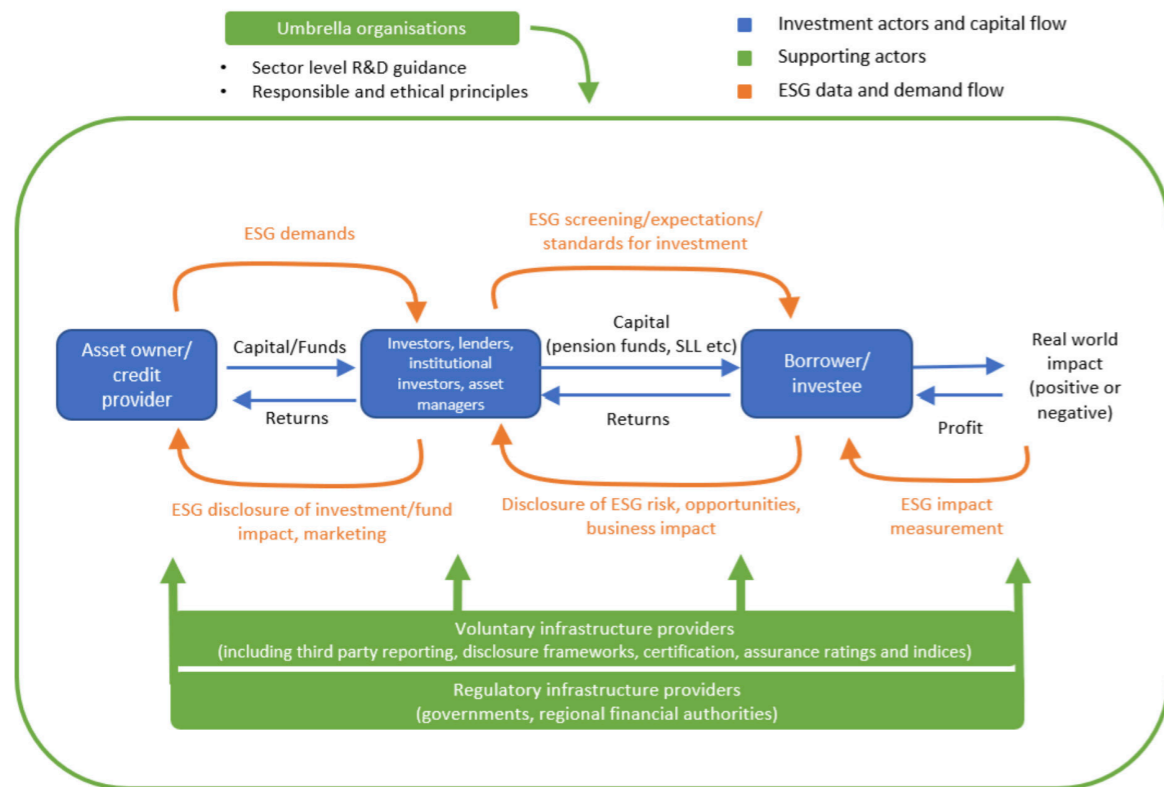 Umbrella organisations
• Sector level R&D guidance
• Responsible and ethical principles
Investment actors and capital flow
Supporting actors
ESG data and demand flow
ESG demands
ESG screening/expectations/
standards for investment
Asset owner/
credit
provider
Capital/Funds
Returns
Investors, lenders,
institutional
investors, asset
managers
Capital
(pension funds, SLL etc)
Returns
Borrower/
investee
Profit
Real world
impact
(positive or
negative)
ESG disclosure of investment/fund
impact, marketing
Disclosure of ESG risk, opportunities,
business impact
ESG impact
measurement
Voluntary infrastructure providers
(including third party reporting, disclosure frameworks, certification, assurance ratings and indices)
Regulatory infrastructure providers
(governments, regional financial authorities)